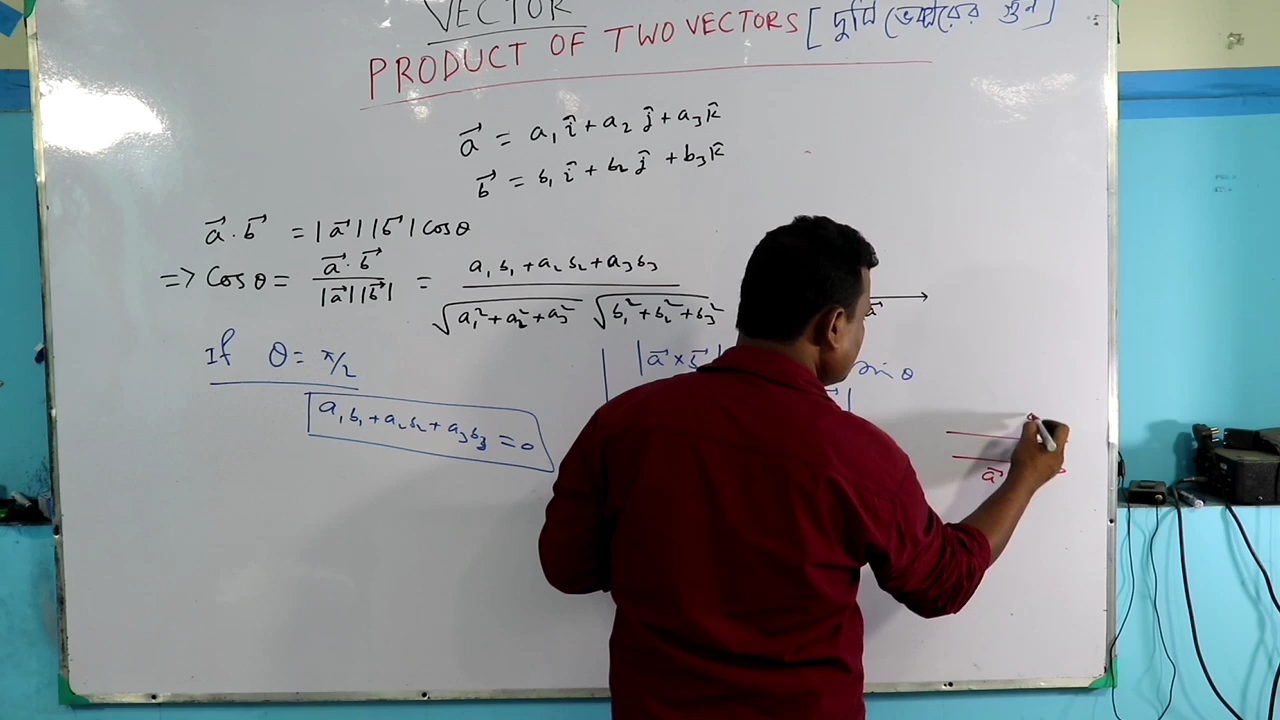 VECTOR
PRODUCT OF TWO VECTORS [দুটি ভেক্টরের গুন]
a⃗ = a₁î + a₂ĵ + a₃k̂
b⃗ = b₁î + b₂ĵ + b₃k̂
a⃗ · b⃗ = |a⃗| |b⃗| cosθ
=> Cosθ = a⃗·b⃗ / |a⃗| |b⃗| = a₁b₁ + a₂b₂ + a₃b₃ / √a₁² + a₂² + a₃² √b₁² + b₂² + b₃²
a⃗
If θ = π/2
|a⃗ × b⃗| sinθ
a₁b₁ + a₂b₂ + a₃b₃ = 0
a⃗